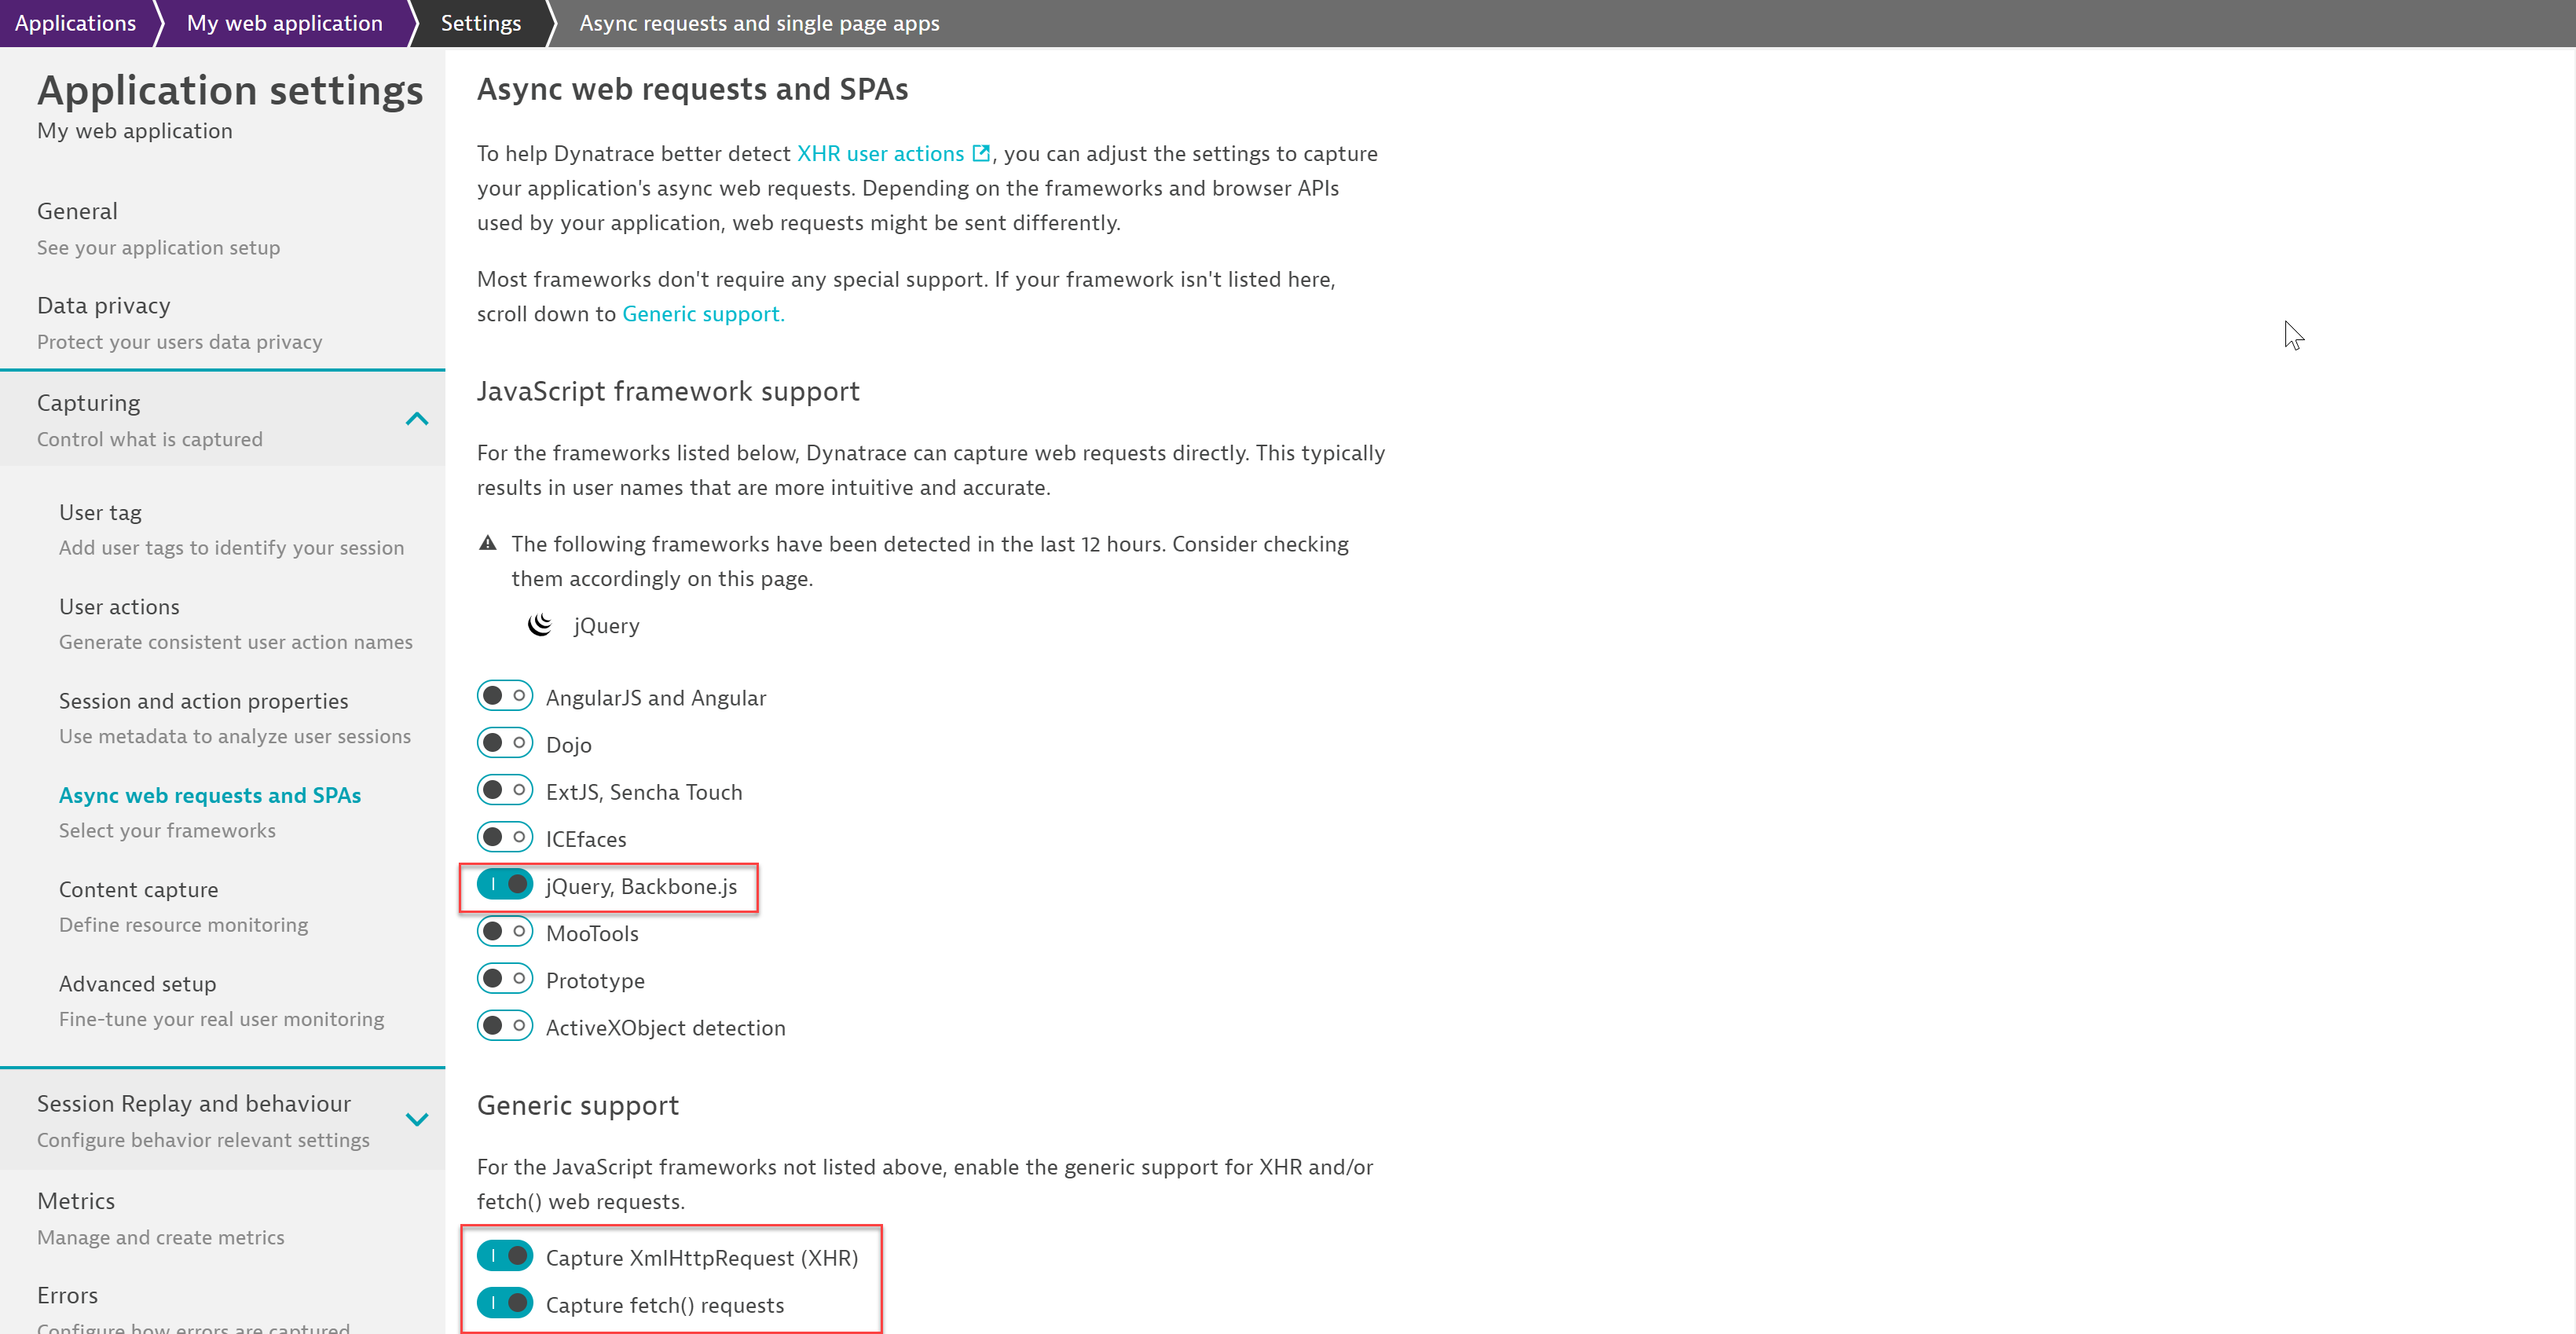 Applications
My web application
Settings
Async requests and single page apps
Application settings
My web application
General
See your application setup
Data privacy
Protect your users data privacy
Capturing
Control what is captured
User tag
Add user tags to identify your session
User actions
Generate consistent user action names
Session and action properties
Use metadata to analyze user sessions
Async web requests and SPAs
Select your frameworks
Content capture
Define resource monitoring
Advanced setup
Fine-tune your real user monitoring
Session Replay and behaviour
Configure behavior relevant settings
Metrics
Manage and create metrics
Errors
Configure how errors are captured
Async web requests and SPAs
To help Dynatrace better detect XHR user actions, you can adjust the settings to capture
your application's async web requests. Depending on the frameworks and browser APIs
used by your application, web requests might be sent differently.
Most frameworks don't require any special support. If your framework isn't listed here,
scroll down to Generic support.
JavaScript framework support
For the frameworks listed below, Dynatrace can capture web requests directly. This typically
results in user names that are more intuitive and accurate.
The following frameworks have been detected in the last 12 hours. Consider checking
them accordingly on this page.
jQuery
AngularJS and Angular
Dojo
ExtJS, Sencha Touch
ICEfaces
jQuery, Backbone.js
MooTools
Prototype
ActiveXObject detection
Generic support
For the JavaScript frameworks not listed above, enable the generic support for XHR and/or
fetch() web requests.
Capture XmlHttpRequest (XHR)
Capture fetch() requests